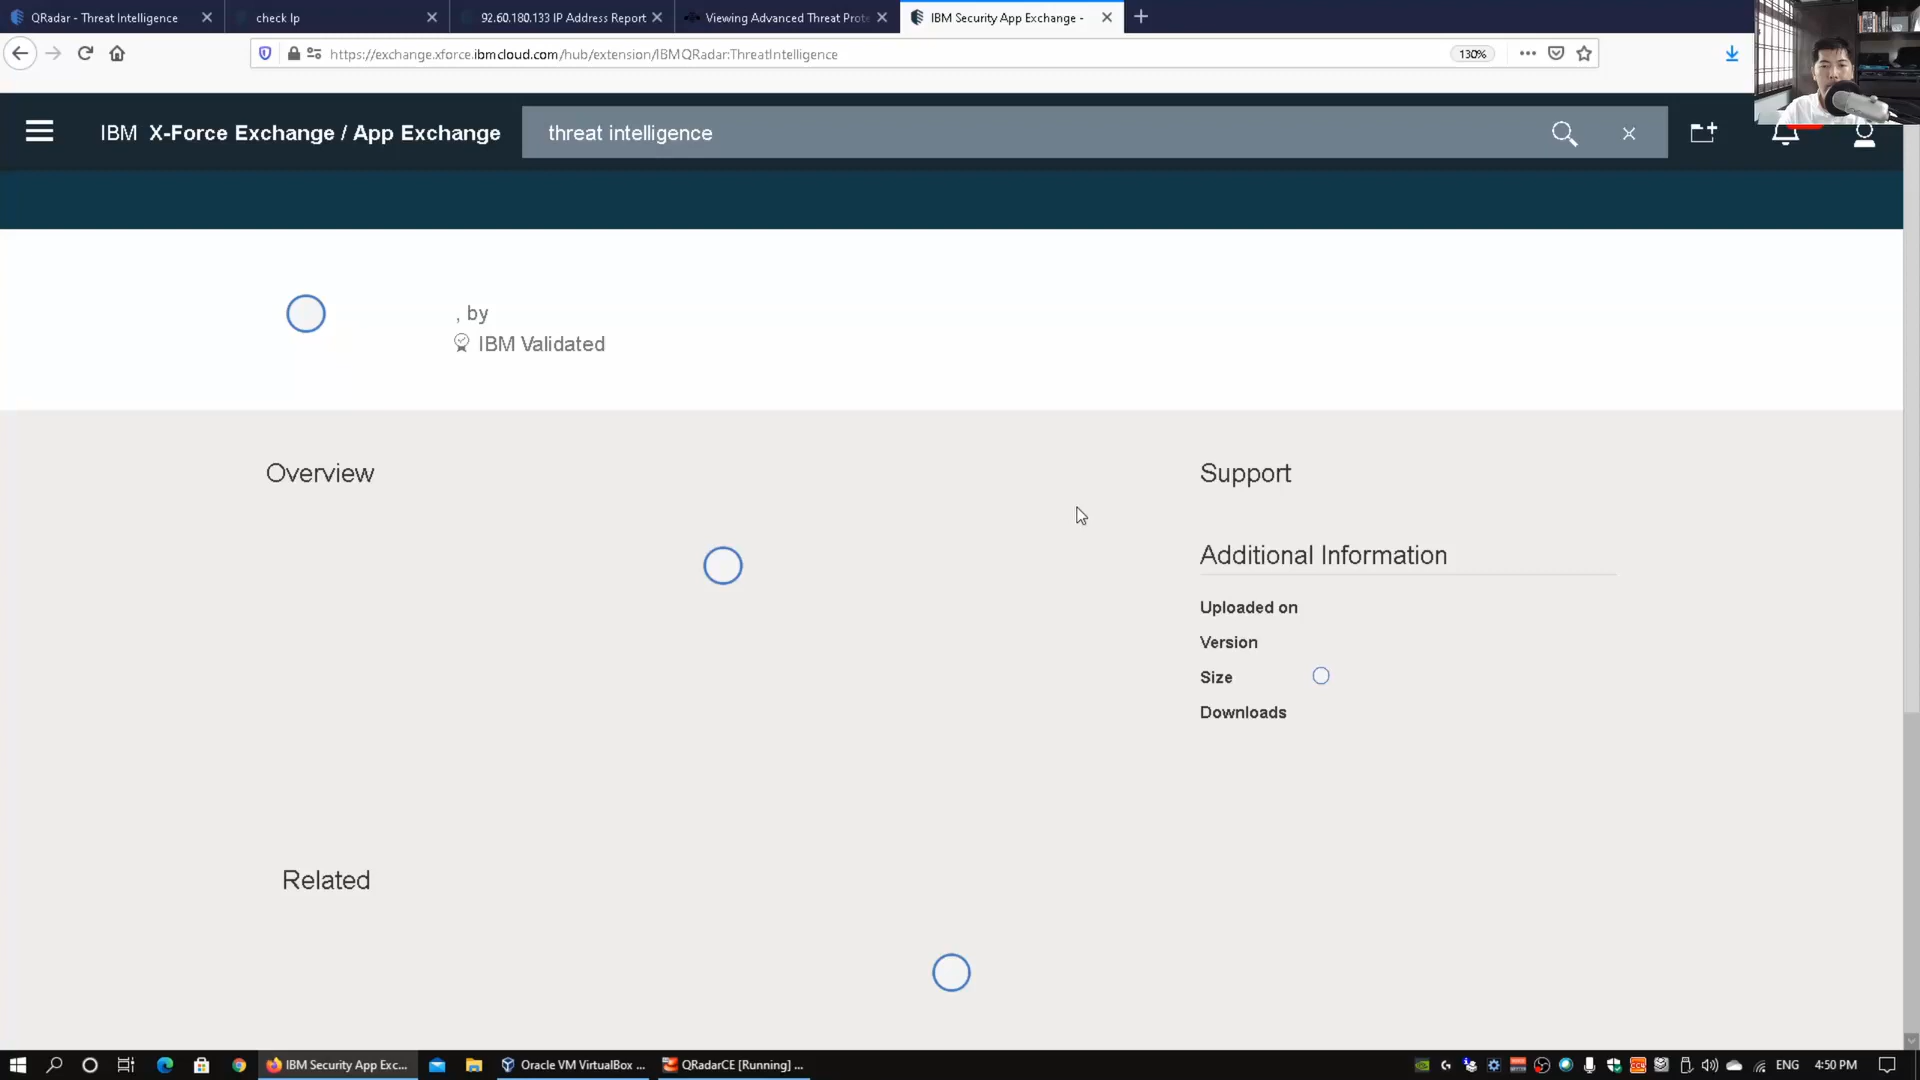 QRadar - Threat Intelligence
check Ip
92.60.180.133 IP Address Report
Viewing Advanced Threat Prot
IBM Security App Exchange -
https://exchange.xforce.ibmcloud.com/hub/extension/IBMQRadar:ThreatIntelligence
130%
IBM X-Force Exchange / App Exchange
threat intelligence
, by
IBM Validated
Overview
Support
Additional Information
Uploaded on
Version
Size
Downloads
Related
IBM Security App Exc...
Oracle VM VirtualBox ...
QRadarCE [Running] ...
ENG
4:50 PM